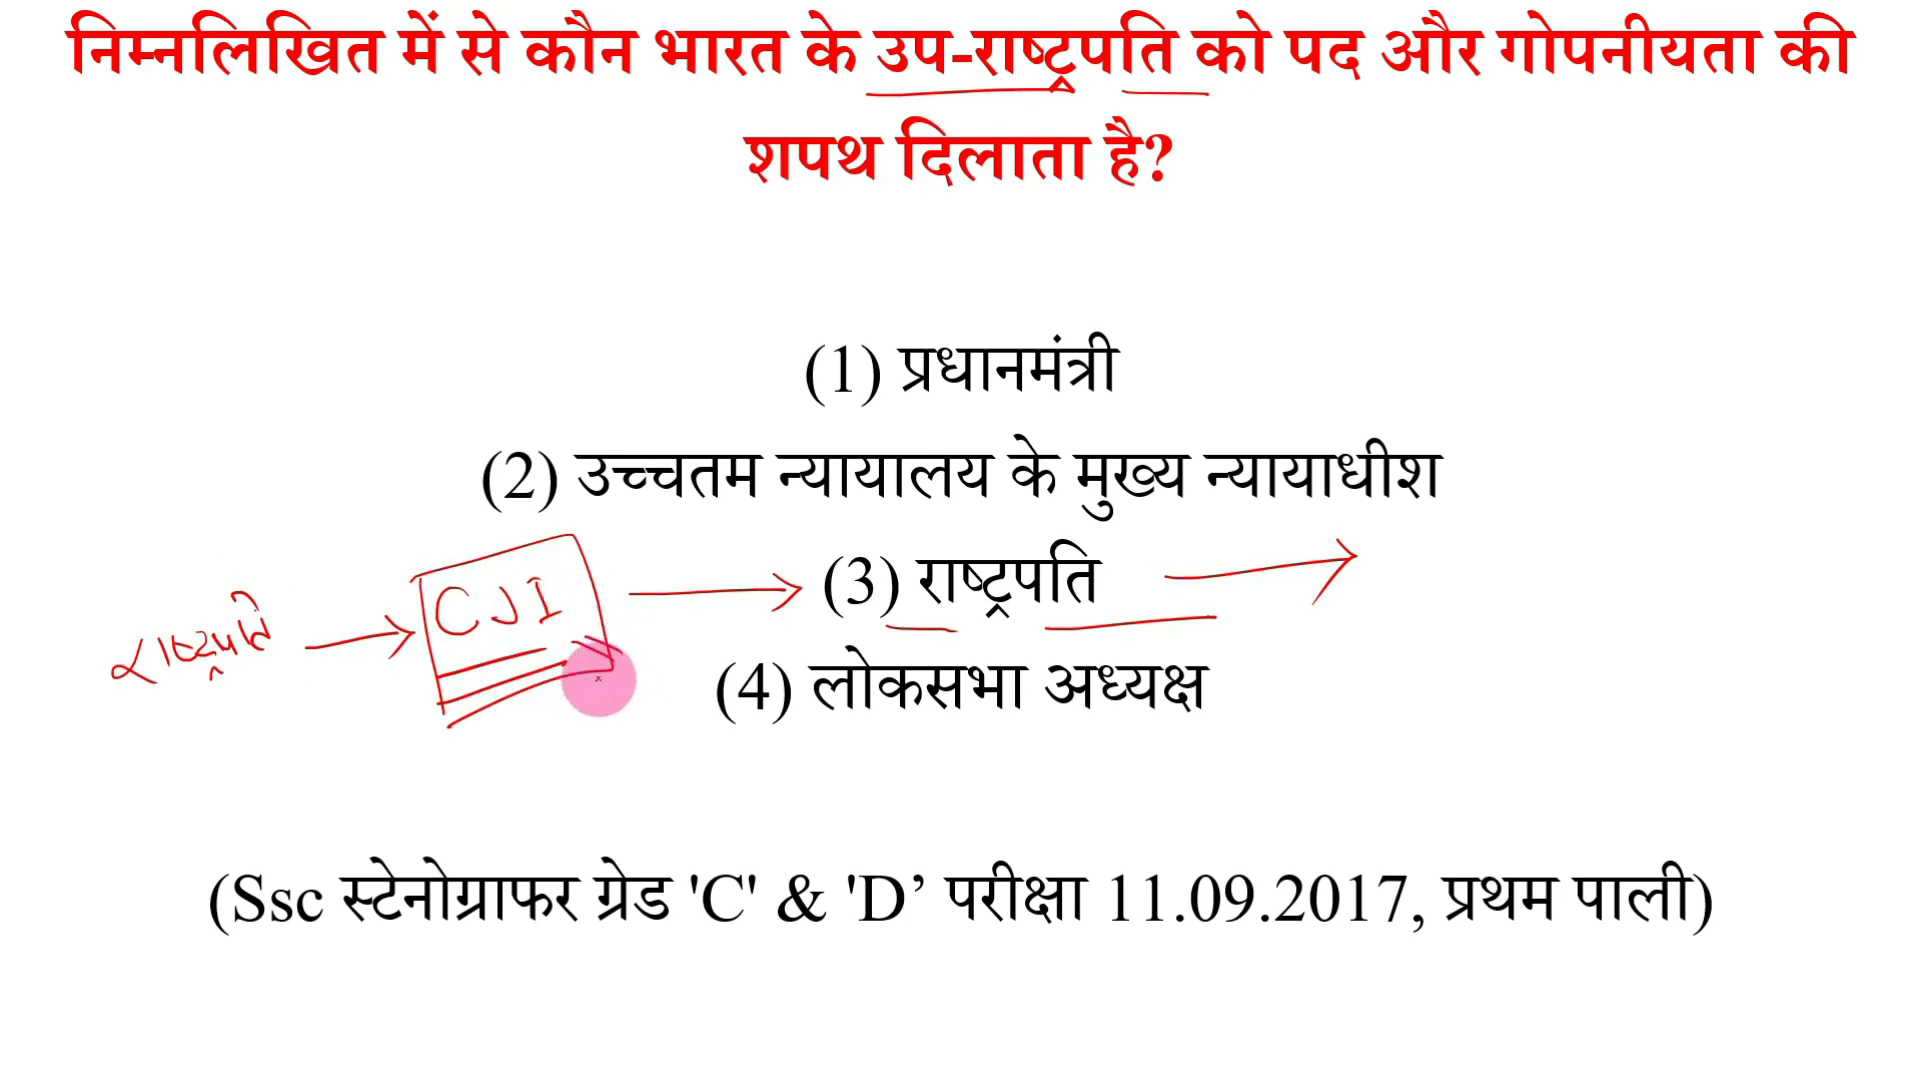 निम्नलिखित में से कौन भारत के उप-राष्ट्रपति को पद और गोपनीयता की
शपथ दिलाता है?
(1) प्रधानमंत्री
(2) उच्चतम न्यायालय के मुख्य न्यायाधीश
(3) राष्ट्रपति
राष्ट्रपति
CJI
(4) लोकसभा अध्यक्ष
(Ssc स्टेनोग्राफर ग्रेड 'C' & 'D’ परीक्षा 11.09.2017, प्रथम पाली)